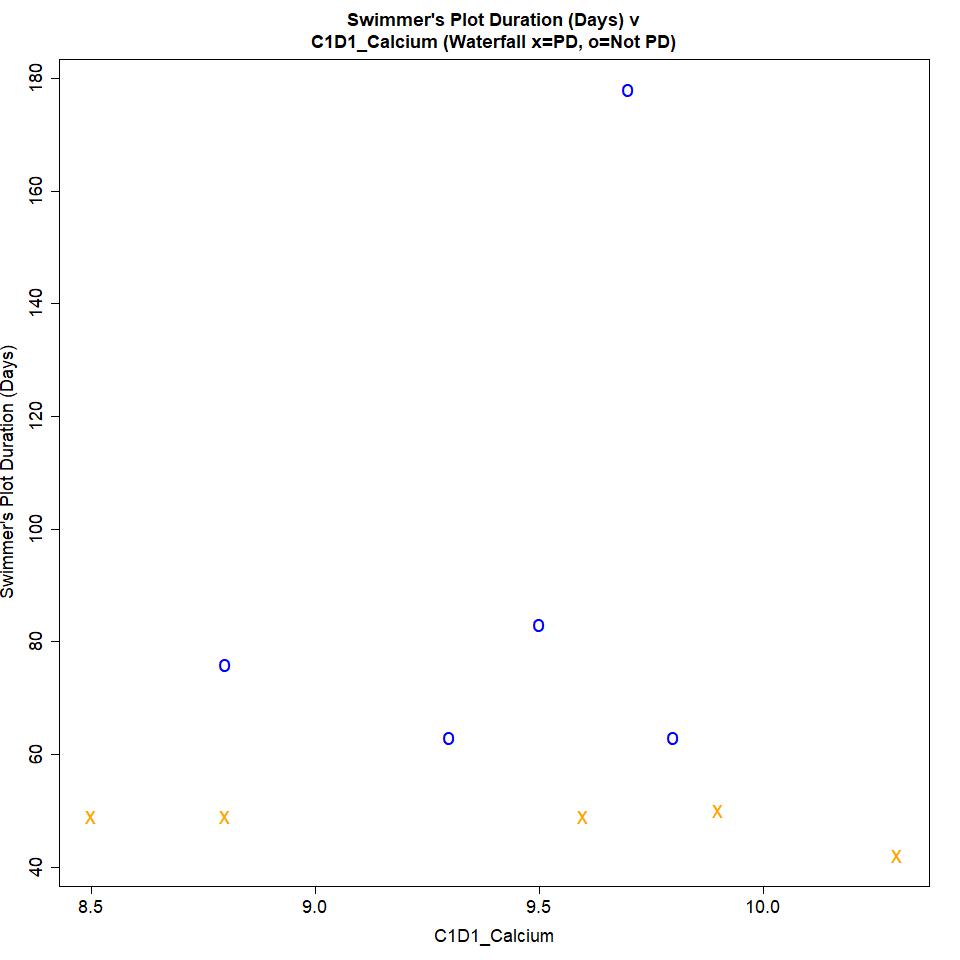 Swimmer's Plot Duration (Days) v
C1D1_Calcium (Waterfall x=PD, o=Not PD)
Swimmer's Plot Duration (Days)
180
160
140
120
100
80
60
40
8.5 9.0 9.5 10.0
C1D1_Calcium